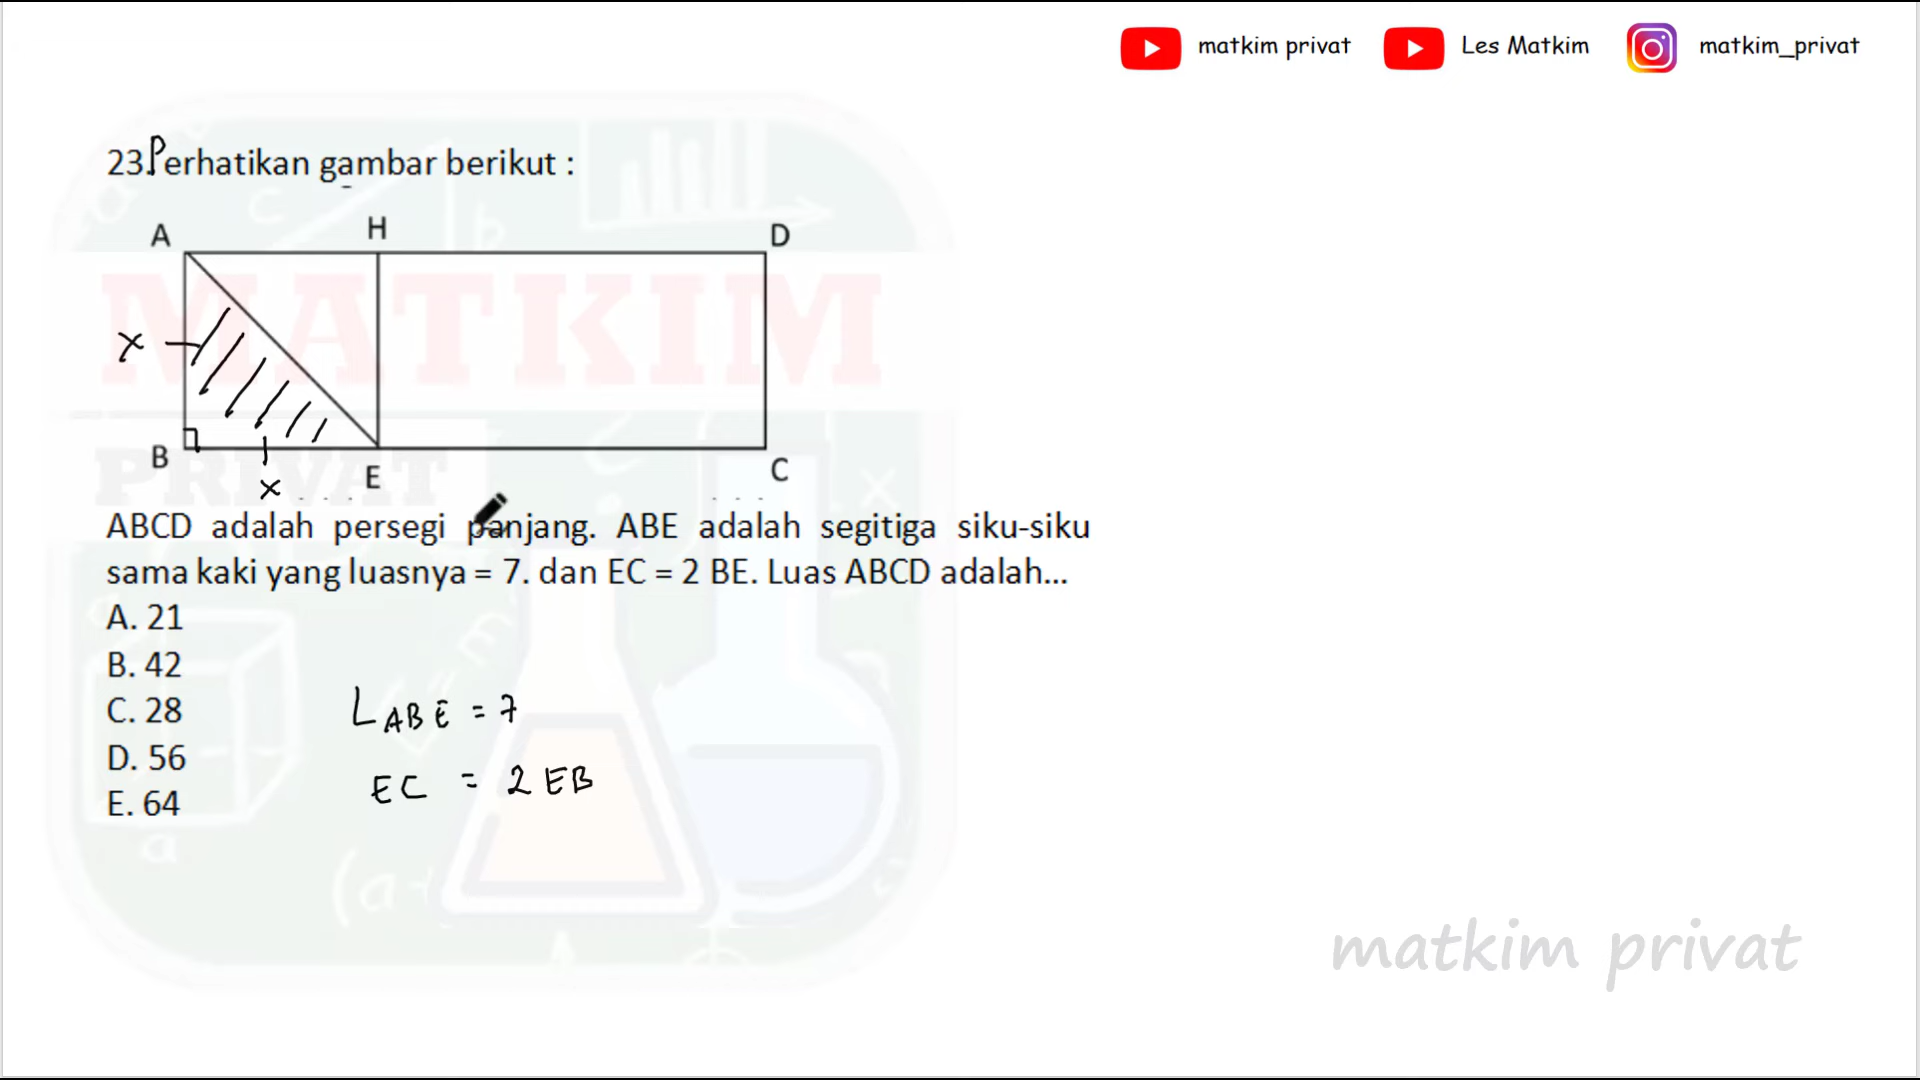 matkim privat Les Matkim matkim_privat
23.Perhatikan gambar berikut :
A H D
x
B E C
x
ABCD adalah persegi panjang. ABE adalah segitiga siku-siku
sama kaki yang luasnya = 7. dan EC = 2 BE. Luas ABCD adalah...
A. 21
B. 42
C. 28
D. 56
E. 64
L ABE = 7
EC = 2 EB
MATKIM
PRIVAT
matkim privat